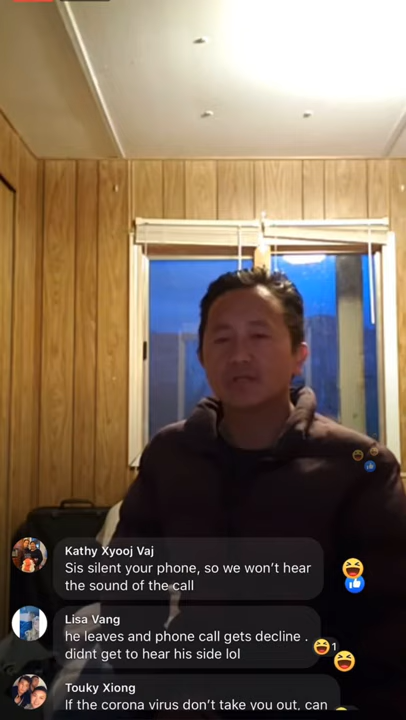 Kathy Xyooj Vaj
Sis silent your phone, so we won't hear
the sound of the call
Lisa Vang
he leaves and phone call gets decline .
didnt get to hear his side lol
1
Touky Xiong
If the corona virus don't take you out, can